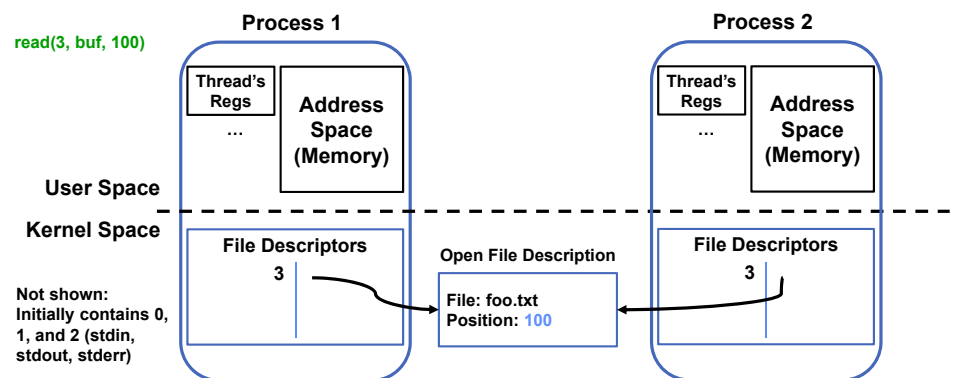 Process 1
Process 2
read(3, buf, 100)
Thread's
Regs
...
Address
Space
(Memory)
Thread's
Regs
...
Address
Space
(Memory)
User Space
Kernel Space
File Descriptors
3
Open File Description
File: foo.txt
Position: 100
File Descriptors
3
Not shown:
Initially contains 0,
1, and 2 (stdin,
stdout, stderr)